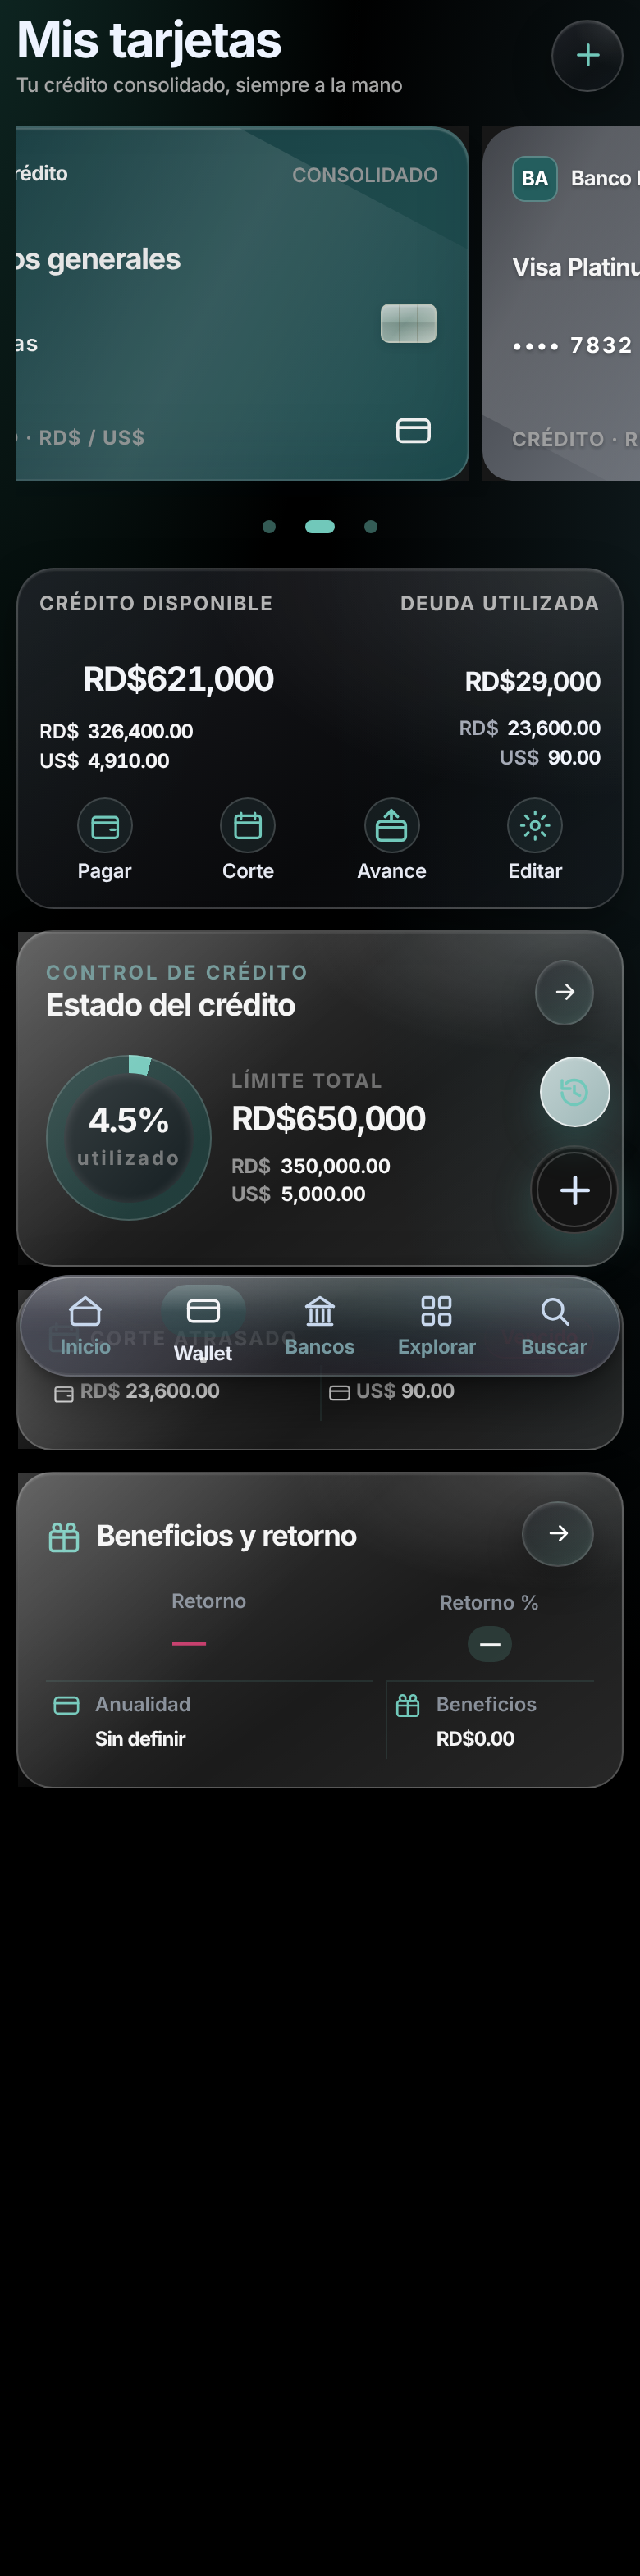 Mis tarjetas
Tu crédito consolidado, siempre a la mano
rédito
CONSOLIDADO
os generales
as
· RD$ / US$
BA
Banco
Visa Platinu
•••• 7832
CRÉDITO · R
CRÉDITO DISPONIBLE
DEUDA UTILIZADA
RD$621,000
RD$29,000
RD$ 326,400.00
RD$ 23,600.00
US$ 4,910.00
US$ 90.00
Pagar
Corte
Avance
Editar
CONTROL DE CRÉDITO
Estado del crédito
4.5%
utilizado
LÍMITE TOTAL
RD$650,000
RD$ 350,000.00
US$ 5,000.00
CORTE ATRASADO
Inicio
Wallet
Bancos
Explorar
Buscar
RD$ 23,600.00
US$ 90.00
Beneficios y retorno
Retorno
Retorno %
—
—
Anualidad
Beneficios
Sin definir
RD$0.00